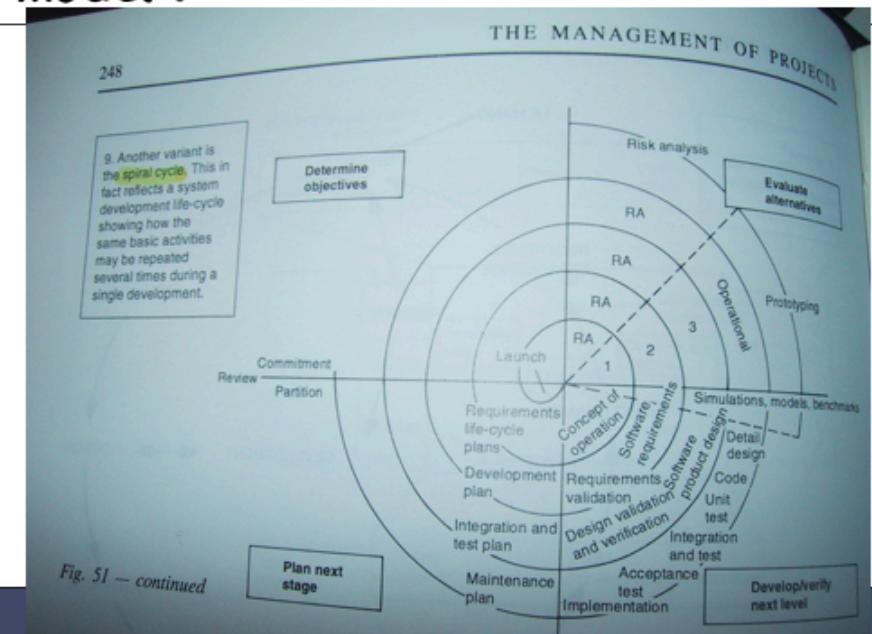 THE MANAGEMENT OF PROJECTS
248
9. Another variant is
the spiral cycle. This in
fact reflects a system
development life-cycle
showing how the
same basic activities
may be repeated
several times during a
single development.
Determine
objectives
Risk analysis
Evaluate
alternatives
RA
RA
RA
RA
Operational
Prototyping
3
2
1
Launch
Commitment
Review
Partition
Simulations, models, benchmarks
Requirements
life-cycle
plans
Concept of
operation
Software
requirements
Software
product design
Detail
design
Development
plan
Requirements
validation
Code
Unit
test
Design validation
and verification
Integration and
test plan
Integration
and test
Acceptance
test
Maintenance
plan
Implementation
Plan next
stage
Develop/verify
next level
Fig. 51 — continued